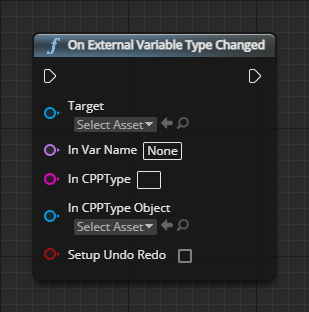 f On External Variable Type Changed
Target
Select Asset
In Var Name None
In CPPType
In CPPType Object
Select Asset
Setup Undo Redo